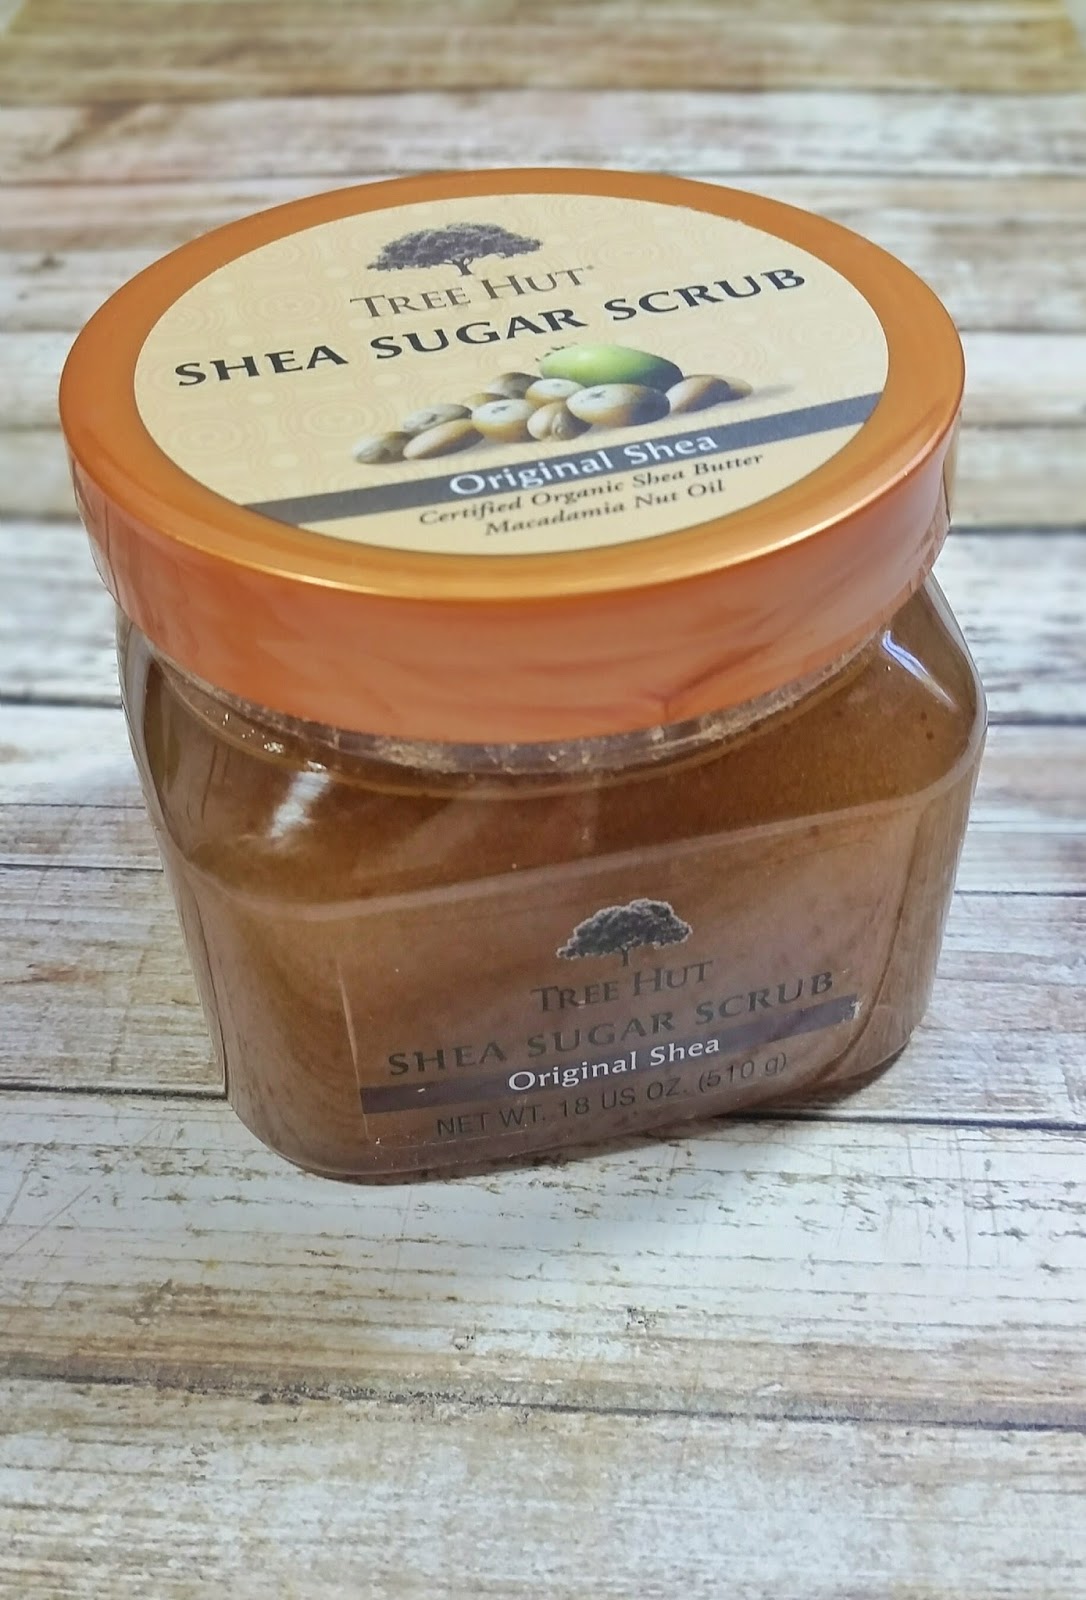 TREE HUT®
SHEA SUGAR SCRUB
Original Shea
Certified Organic Shea Butter
Macadamia Nut Oil
TREE HUT
SHEA SUGAR SCRUB
Original Shea
NET WT. 18 US OZ. (510 g)